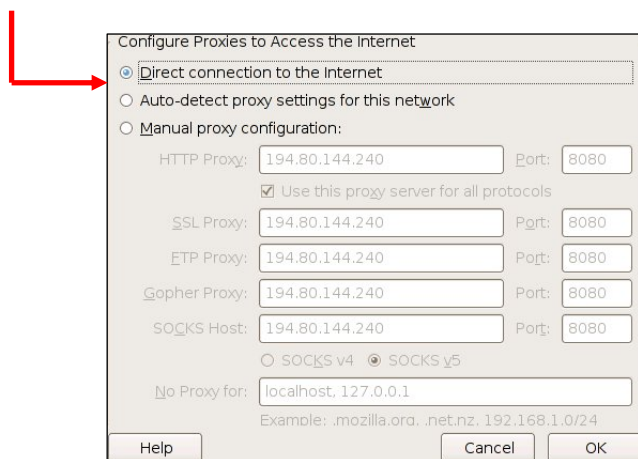 Configure Proxies to Access the Internet
Direct connection to the Internet
Auto-detect proxy settings for this network
Manual proxy configuration:
HTTP Proxy: 194.80.144.240 Port: 8080
Use this proxy server for all protocols
SSL Proxy: 194.80.144.240 Port: 8080
FTP Proxy: 194.80.144.240 Port: 8080
Gopher Proxy: 194.80.144.240 Port: 8080
SOCKS Host: 194.80.144.240 Port: 8080
SOCKS v4 SOCKS v5
No Proxy for: localhost, 127.0.0.1
Example: .mozilla.org, .net.nz, 192.168.1.0/24
Help Cancel OK